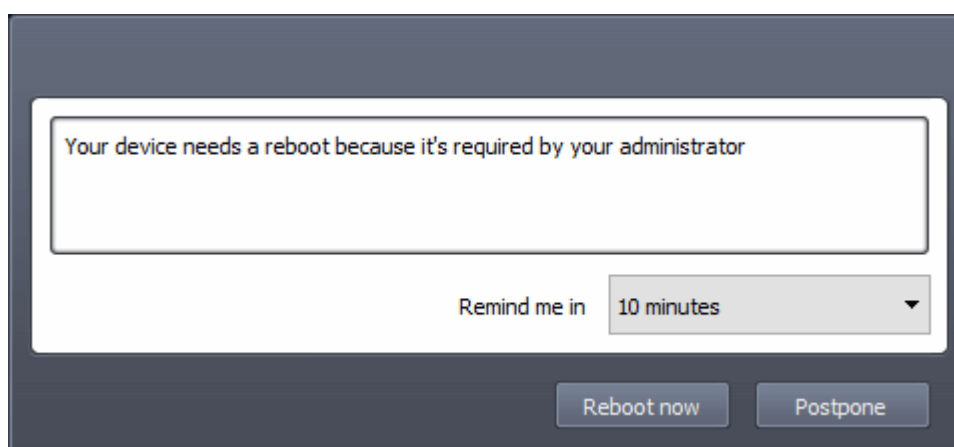 Your device needs a reboot because it's required by your administrator
Remind me in 10 minutes
Reboot now Postpone